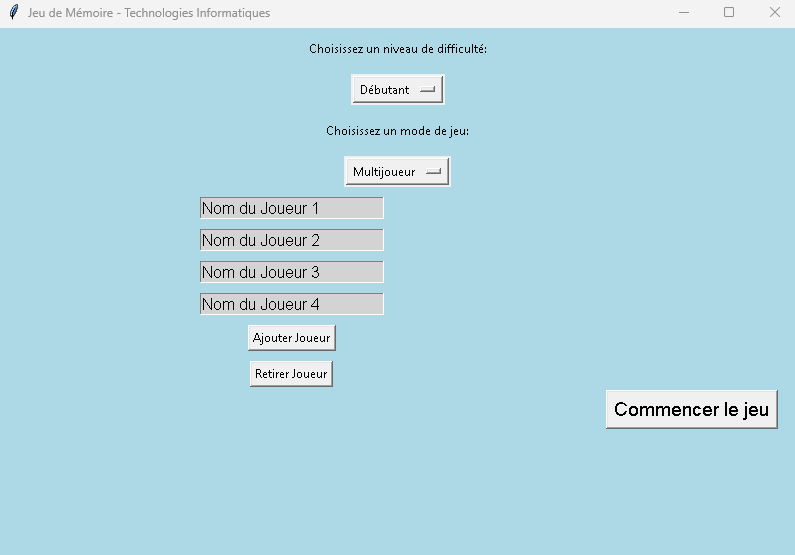 Jeu de Mémoire - Technologies Informatiques
Choisissez un niveau de difficulté:
Débutant
Choisissez un mode de jeu:
Multijoueur
Nom du Joueur 1
Nom du Joueur 2
Nom du Joueur 3
Nom du Joueur 4
Ajouter Joueur
Retirer Joueur
Commencer le jeu